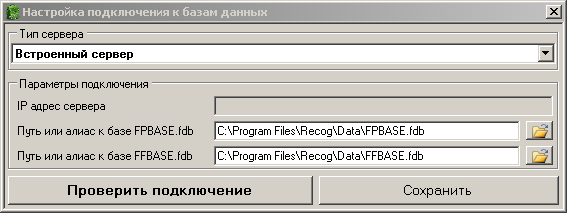 Настройка подключения к базам данных
Тип сервера
Встроенный сервер
Параметры подключения
IP адрес сервера
Путь или алиас к базе FPBASE.fdb C:\Program Files\Recog\Data\FPBASE.fdb
Путь или алиас к базе FFBASE.fdb C:\Program Files\Recog\Data\FFBASE.fdb
Проверить подключение Сохранить